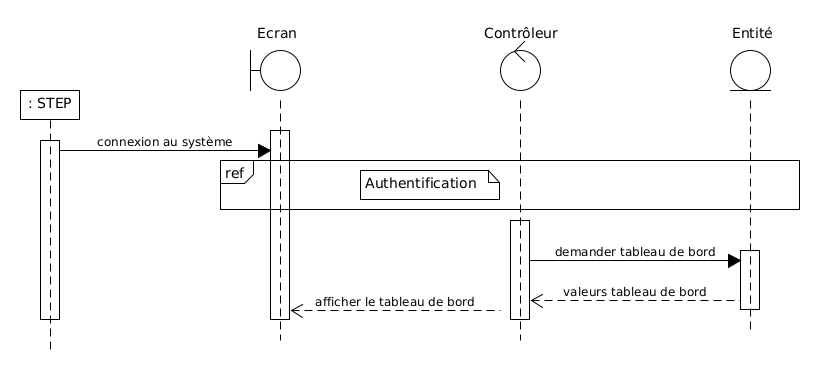 Ecran
Contrôleur
Entité
: STEP
connexion au système
ref
Authentification
demander tableau de bord
valeurs tableau de bord
afficher le tableau de bord